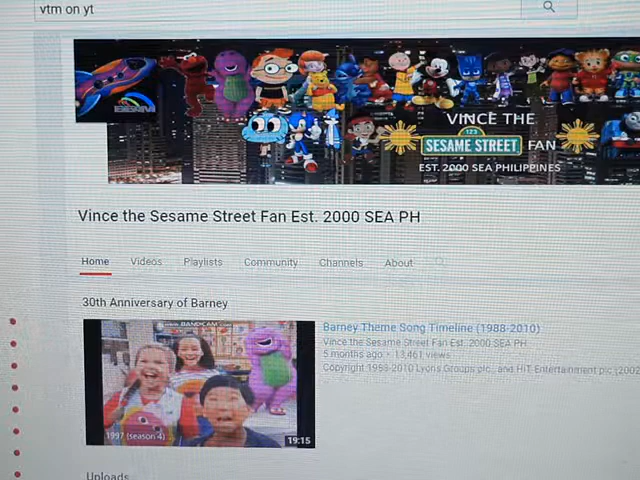 vtm on yt
VINCE THE
123
SESAME STREET FAN
EST. 2000 SEA PHILIPPINES
Vince the Sesame Street Fan Est. 2000 SEA PH
Home Videos Playlists Community Channels About
30th Anniversary of Barney
www.BANDICAM.com
1997 (season 4)
19:15
Barney Theme Song Timeline (1988-2010)
Vince the Sesame Street Fan Est. 2000 SEA PH
5 months ago • 13,461 views
Copyright 1988-2010 Lyons Groups plc, and HiT Entertainment plc (2002
Uploads